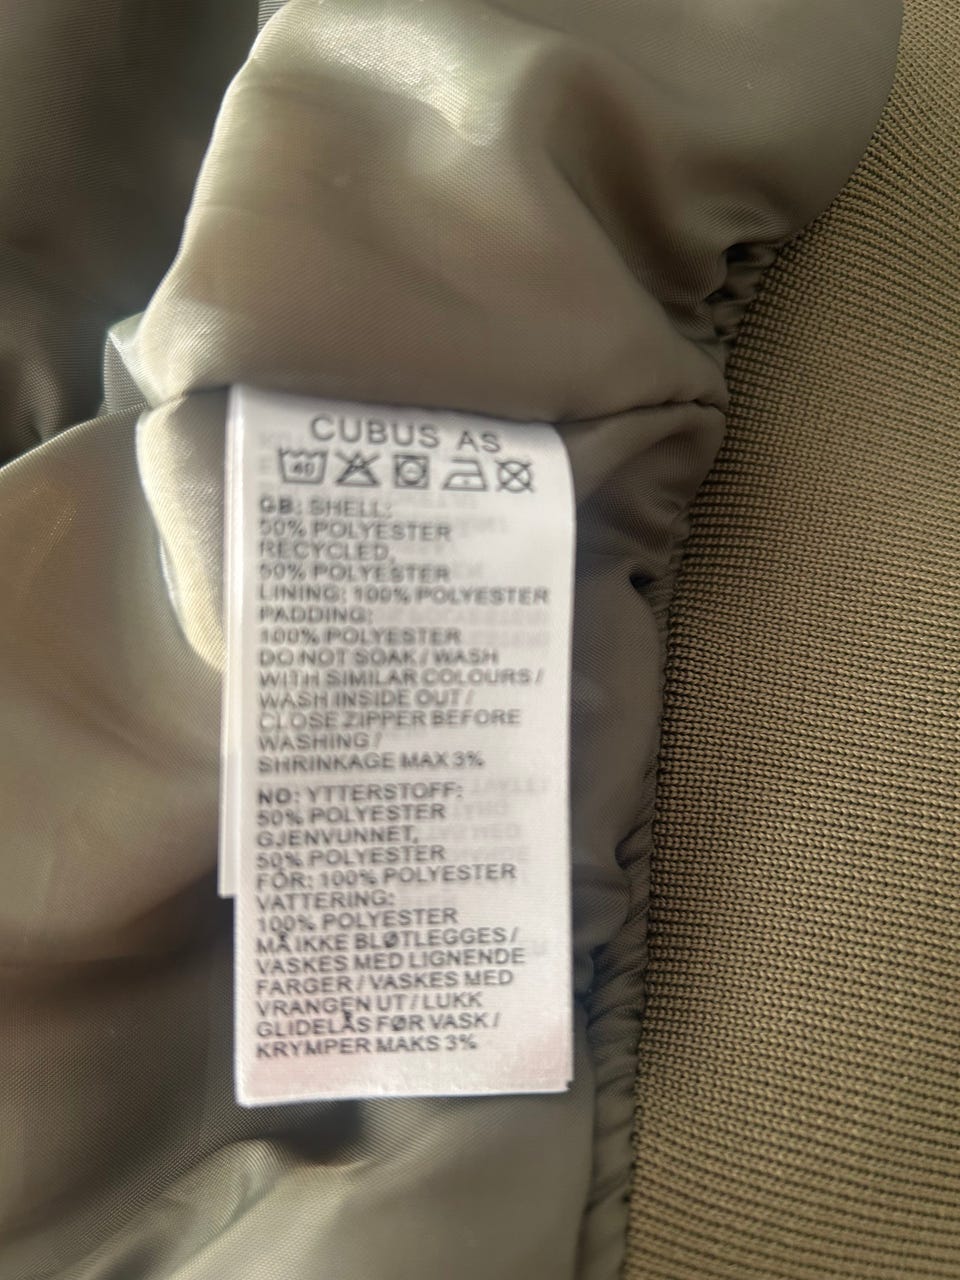 CUBUS AS
40
GB: SHELL:
50% POLYESTER
RECYCLED,
50% POLYESTER
LINING: 100% POLYESTER
PADDING:
100% POLYESTER
DO NOT SOAK / WASH
WITH SIMILAR COLOURS /
WASH INSIDE OUT /
CLOSE ZIPPER BEFORE
WASHING /
SHRINKAGE MAX 3%
NO: YTTERSTOFF:
50% POLYESTER
GJENVUNNET,
50% POLYESTER
FÔR: 100% POLYESTER
VATTERING:
100% POLYESTER
MÅ IKKE BLØTLEGGES /
VASKES MED LIGNENDE
FARGER / VASKES MED
VRANGEN UT / LUKK
GLIDELÅS FØR VASK /
KRYMPER MAKS 3%